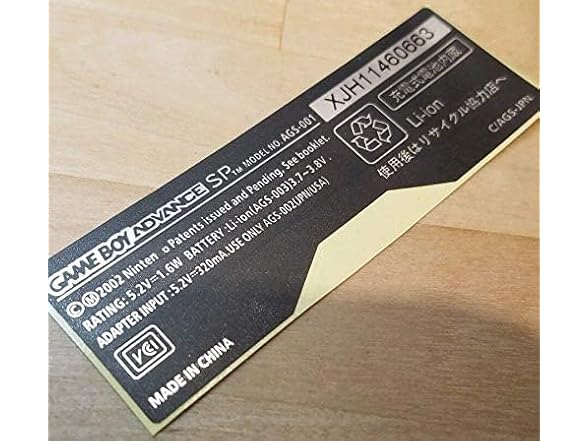 GAME BOY ADVANCE SP™ MODEL NO AGS-001
XJH11460663
©Ⓜ2002 Ninten o Patents issued and Pending. See booklet.
RATING: 5.2V⎓1.6W BATTERY: Li-ion(AGS-003)3.7~3.8V.
ADAPTER INPUT:5.2V⎓320mA.USE ONLY AGS-002(JPN/USA)
VCI
MADE IN CHINA
充電式電池内蔵
Li-ion
使用後はリサイクル協力店へ
C/AGS-JPN